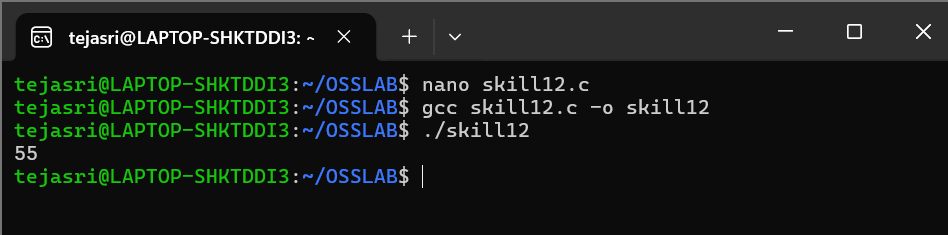 tejasri@LAPTOP-SHKTDDI3: ~
tejasri@LAPTOP-SHKTDDI3:~/OSSLAB$ nano skill12.c
tejasri@LAPTOP-SHKTDDI3:~/OSSLAB$ gcc skill12.c -o skill12
tejasri@LAPTOP-SHKTDDI3:~/OSSLAB$ ./skill12
55
tejasri@LAPTOP-SHKTDDI3:~/OSSLAB$